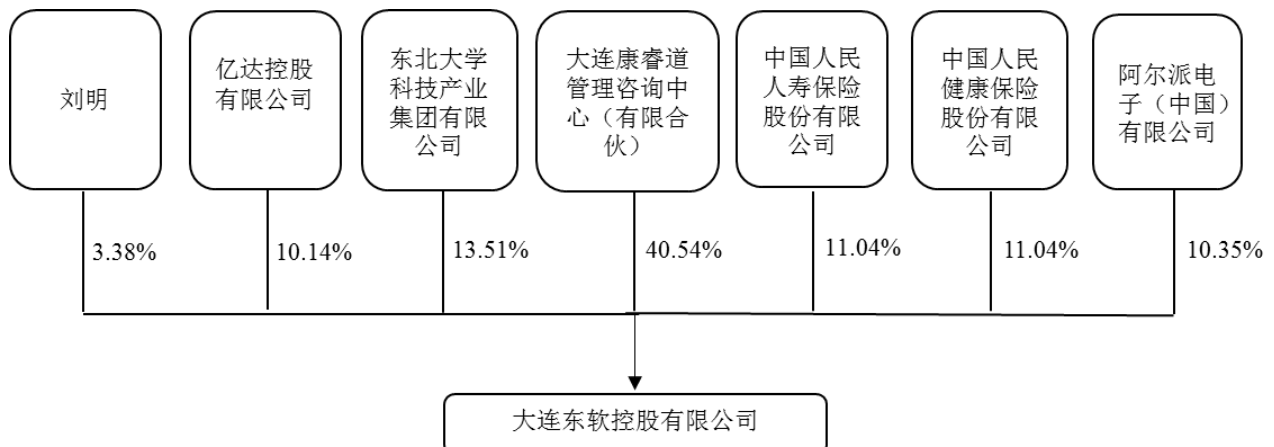 刘明
亿达控股
有限公司
东北大学
科技产业
集团有限
公司
大连康睿道
管理咨询中
心（有限合
伙）
中国人民
人寿保险
股份有限
公司
中国人民
健康保险
股份有限
公司
阿尔派电
子（中国）
有限公司
3.38%
10.14%
13.51%
40.54%
11.04%
11.04%
10.35%
大连东软控股有限公司